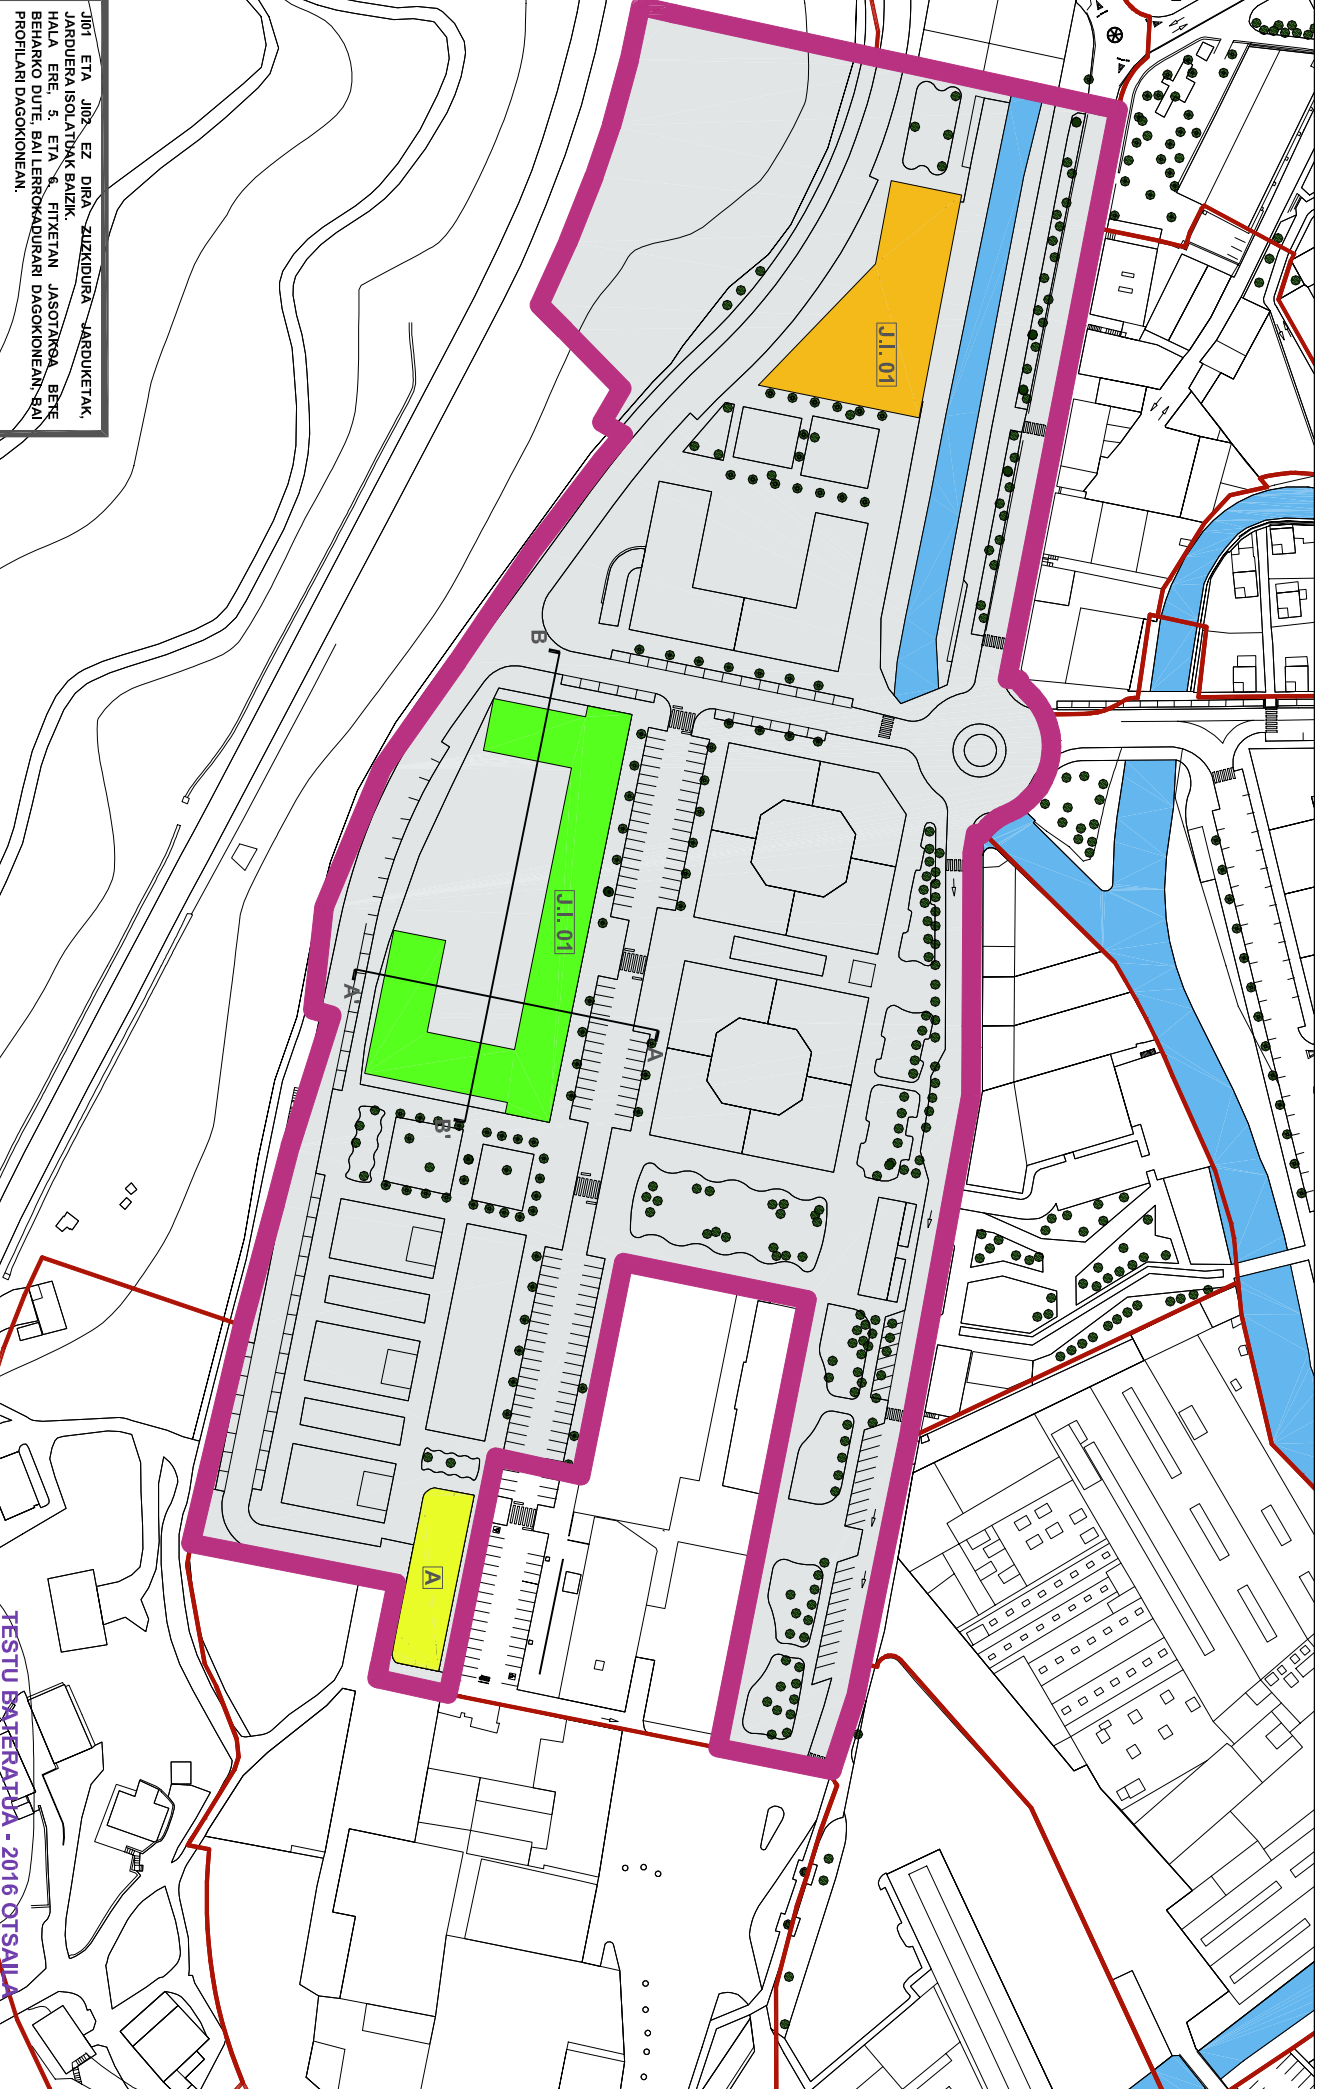 JI01 ETA JI02 EZ DIRA ZUZKIDURA JARDUKETAK,
JARDUERA ISOLATUAK BAIZIK.
HALA ERE, 5. ETA 6. FITXETAN JASOTAKOA BETE
BEHARKO DUTE, BAI LERROKADURARI DAGOKIONEAN, BAI
PROFILARI DAGOKIONEAN.
J.I. 01
B
J.I. 01
A'
A
B'
A
TESTU BATERATUA - 2016 OTSAILA